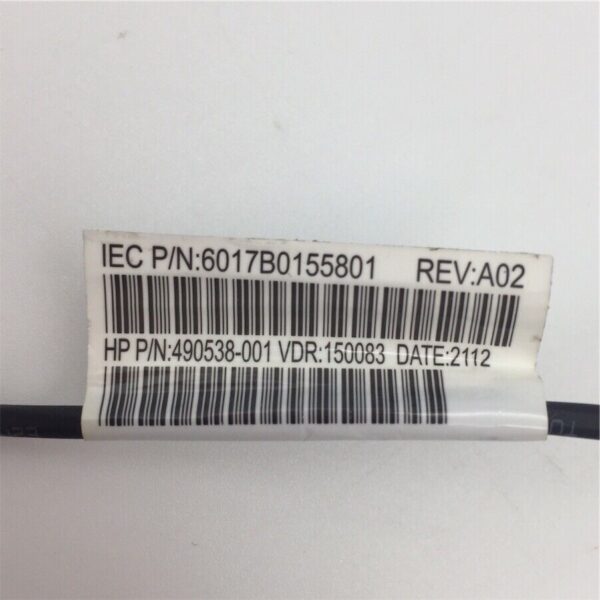 IEC P/N:6017B0155801 REV:A02
HP P/N:490538-001 VDR:150083 DATE:2112